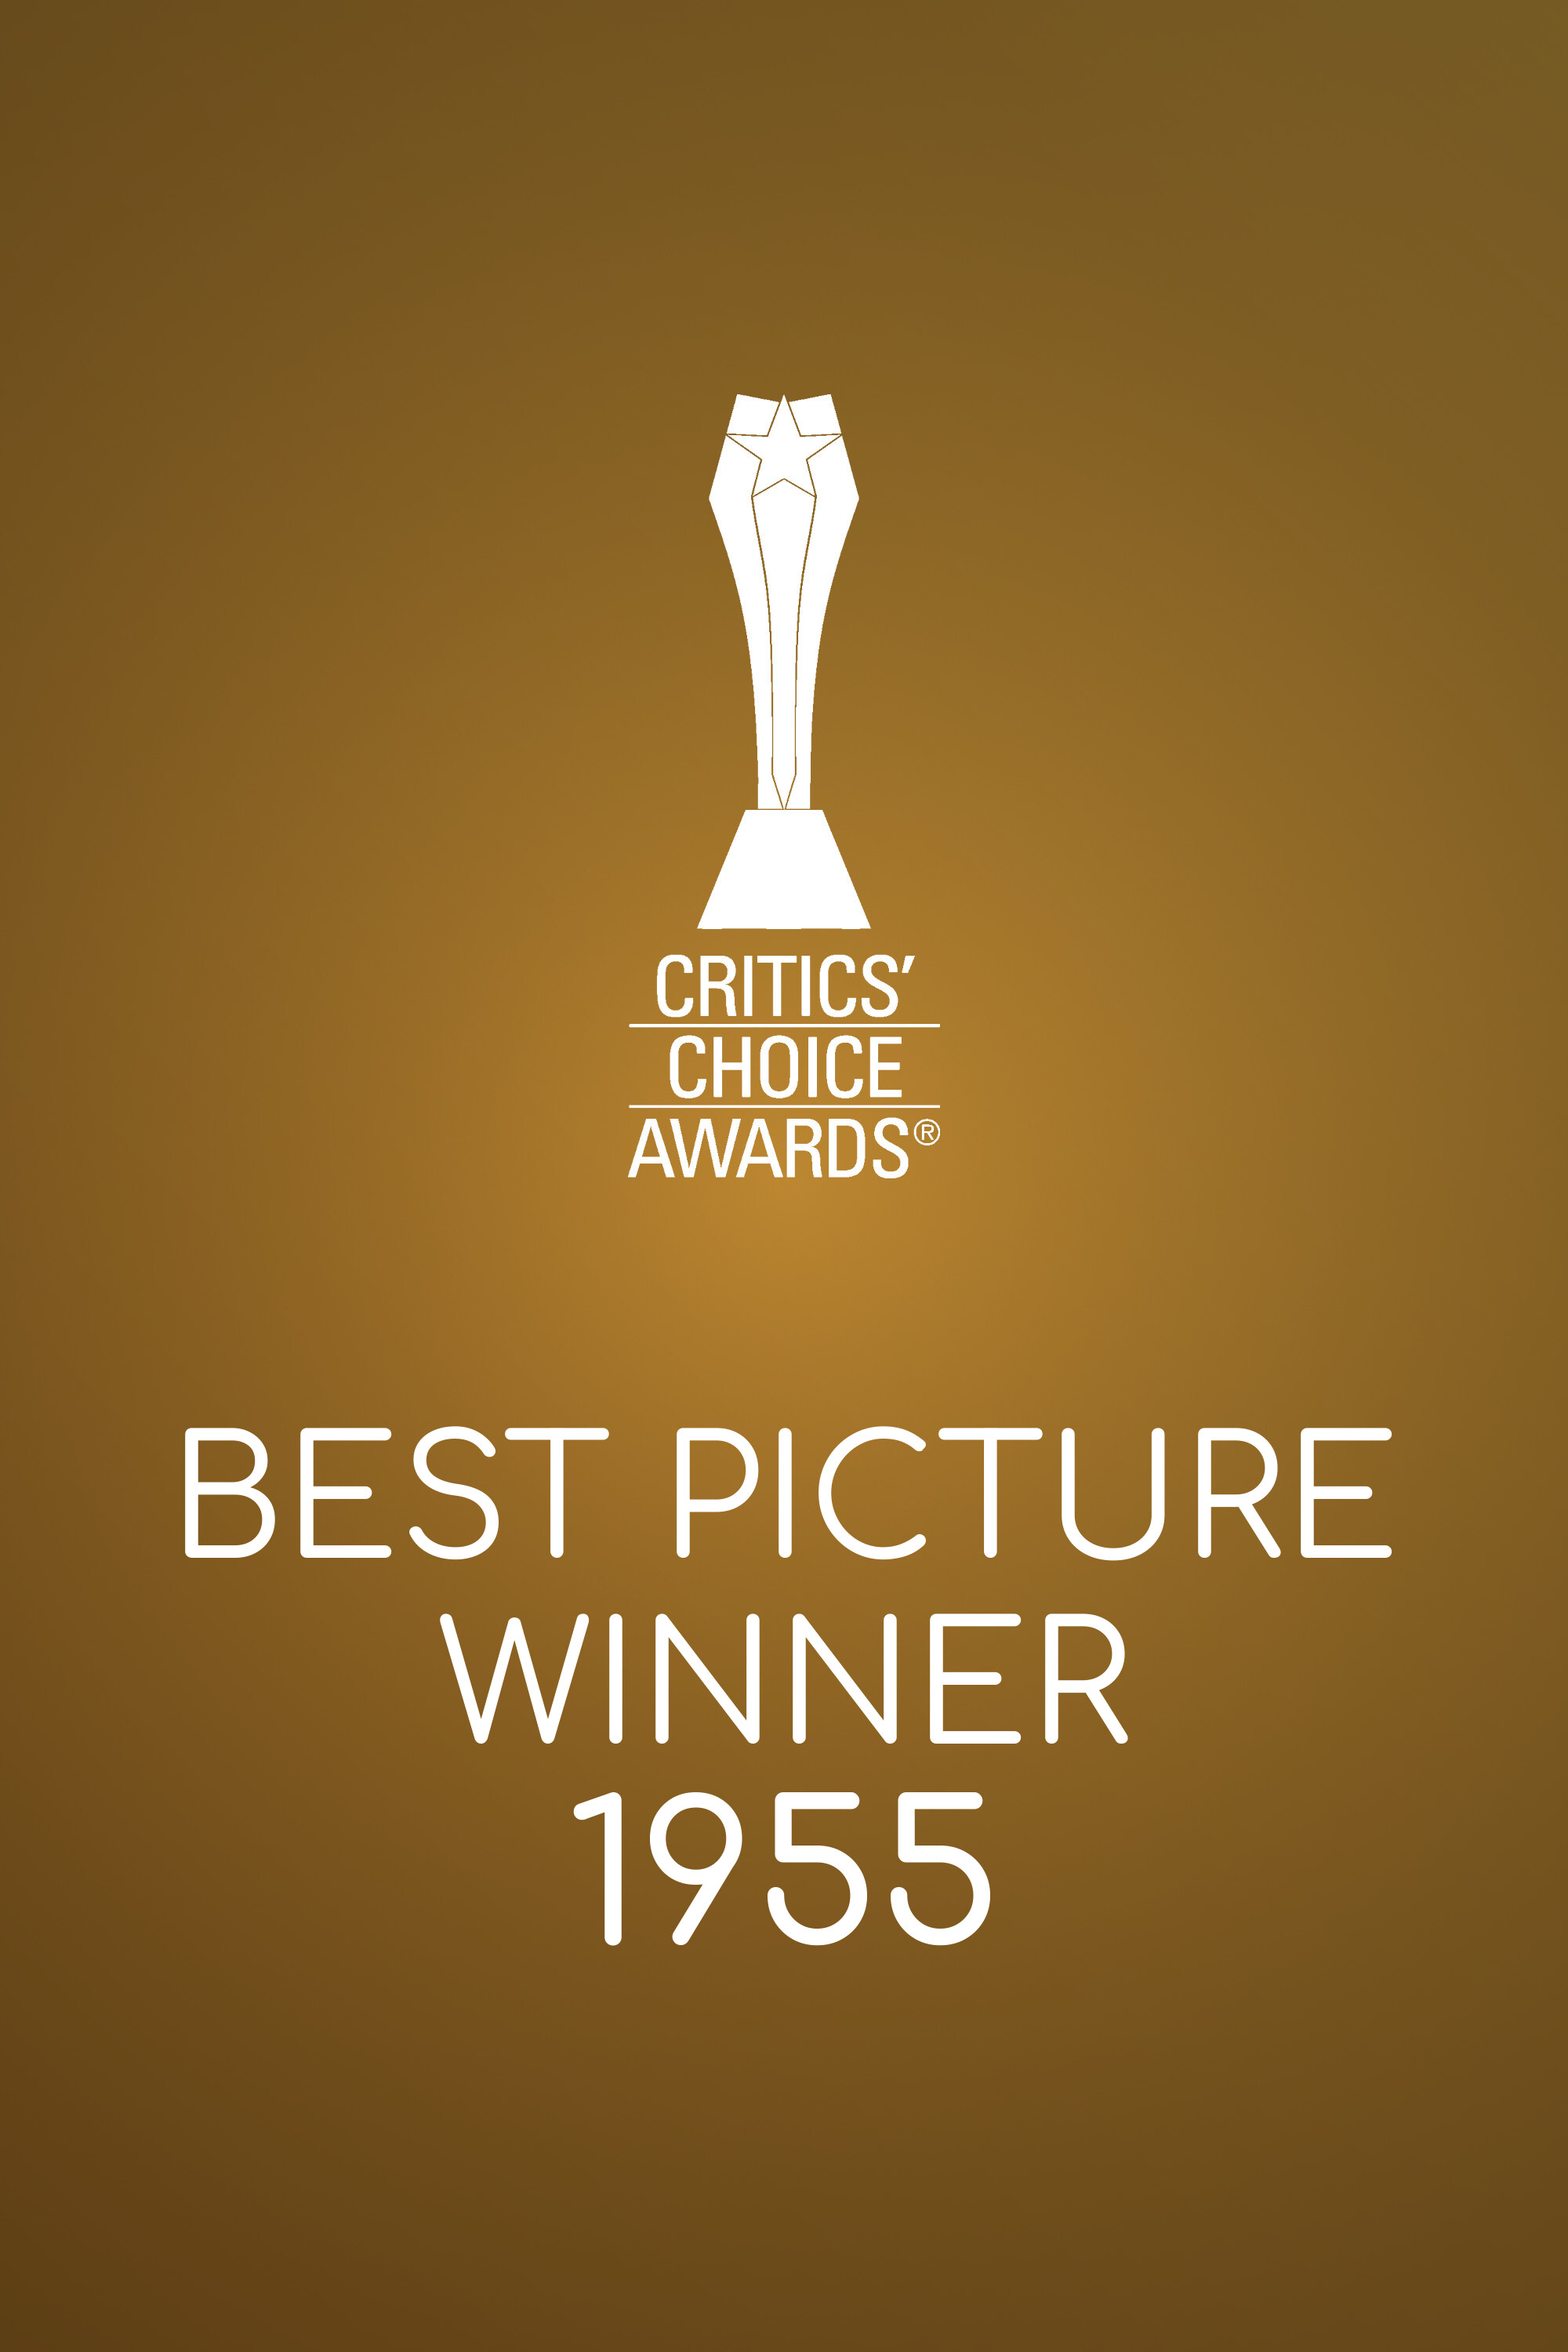 CRITICS'
CHOICE
AWARDS®
BEST PICTURE
WINNER
1955